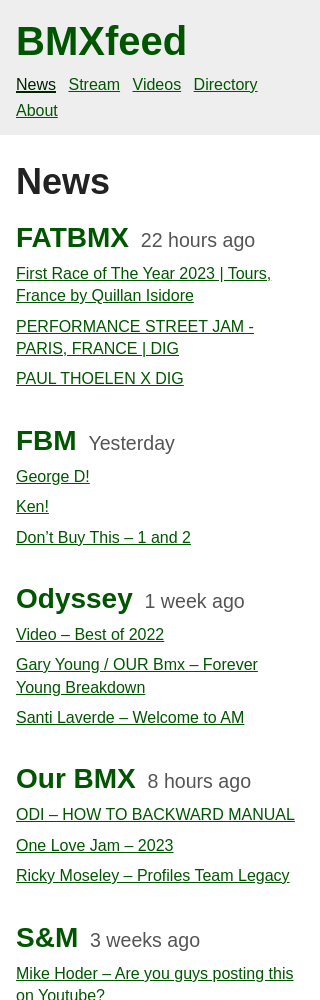 BMXfeed
News Stream Videos Directory
About
News
FATBMX 22 hours ago
First Race of The Year 2023 | Tours,
France by Quillan Isidore
PERFORMANCE STREET JAM -
PARIS, FRANCE | DIG
PAUL THOELEN X DIG
FBM Yesterday
George D!
Ken!
Don’t Buy This – 1 and 2
Odyssey 1 week ago
Video – Best of 2022
Gary Young / OUR Bmx – Forever
Young Breakdown
Santi Laverde – Welcome to AM
Our BMX 8 hours ago
ODI – HOW TO BACKWARD MANUAL
One Love Jam – 2023
Ricky Moseley – Profiles Team Legacy
S&M 3 weeks ago
Mike Hoder – Are you guys posting this
on Youtube?